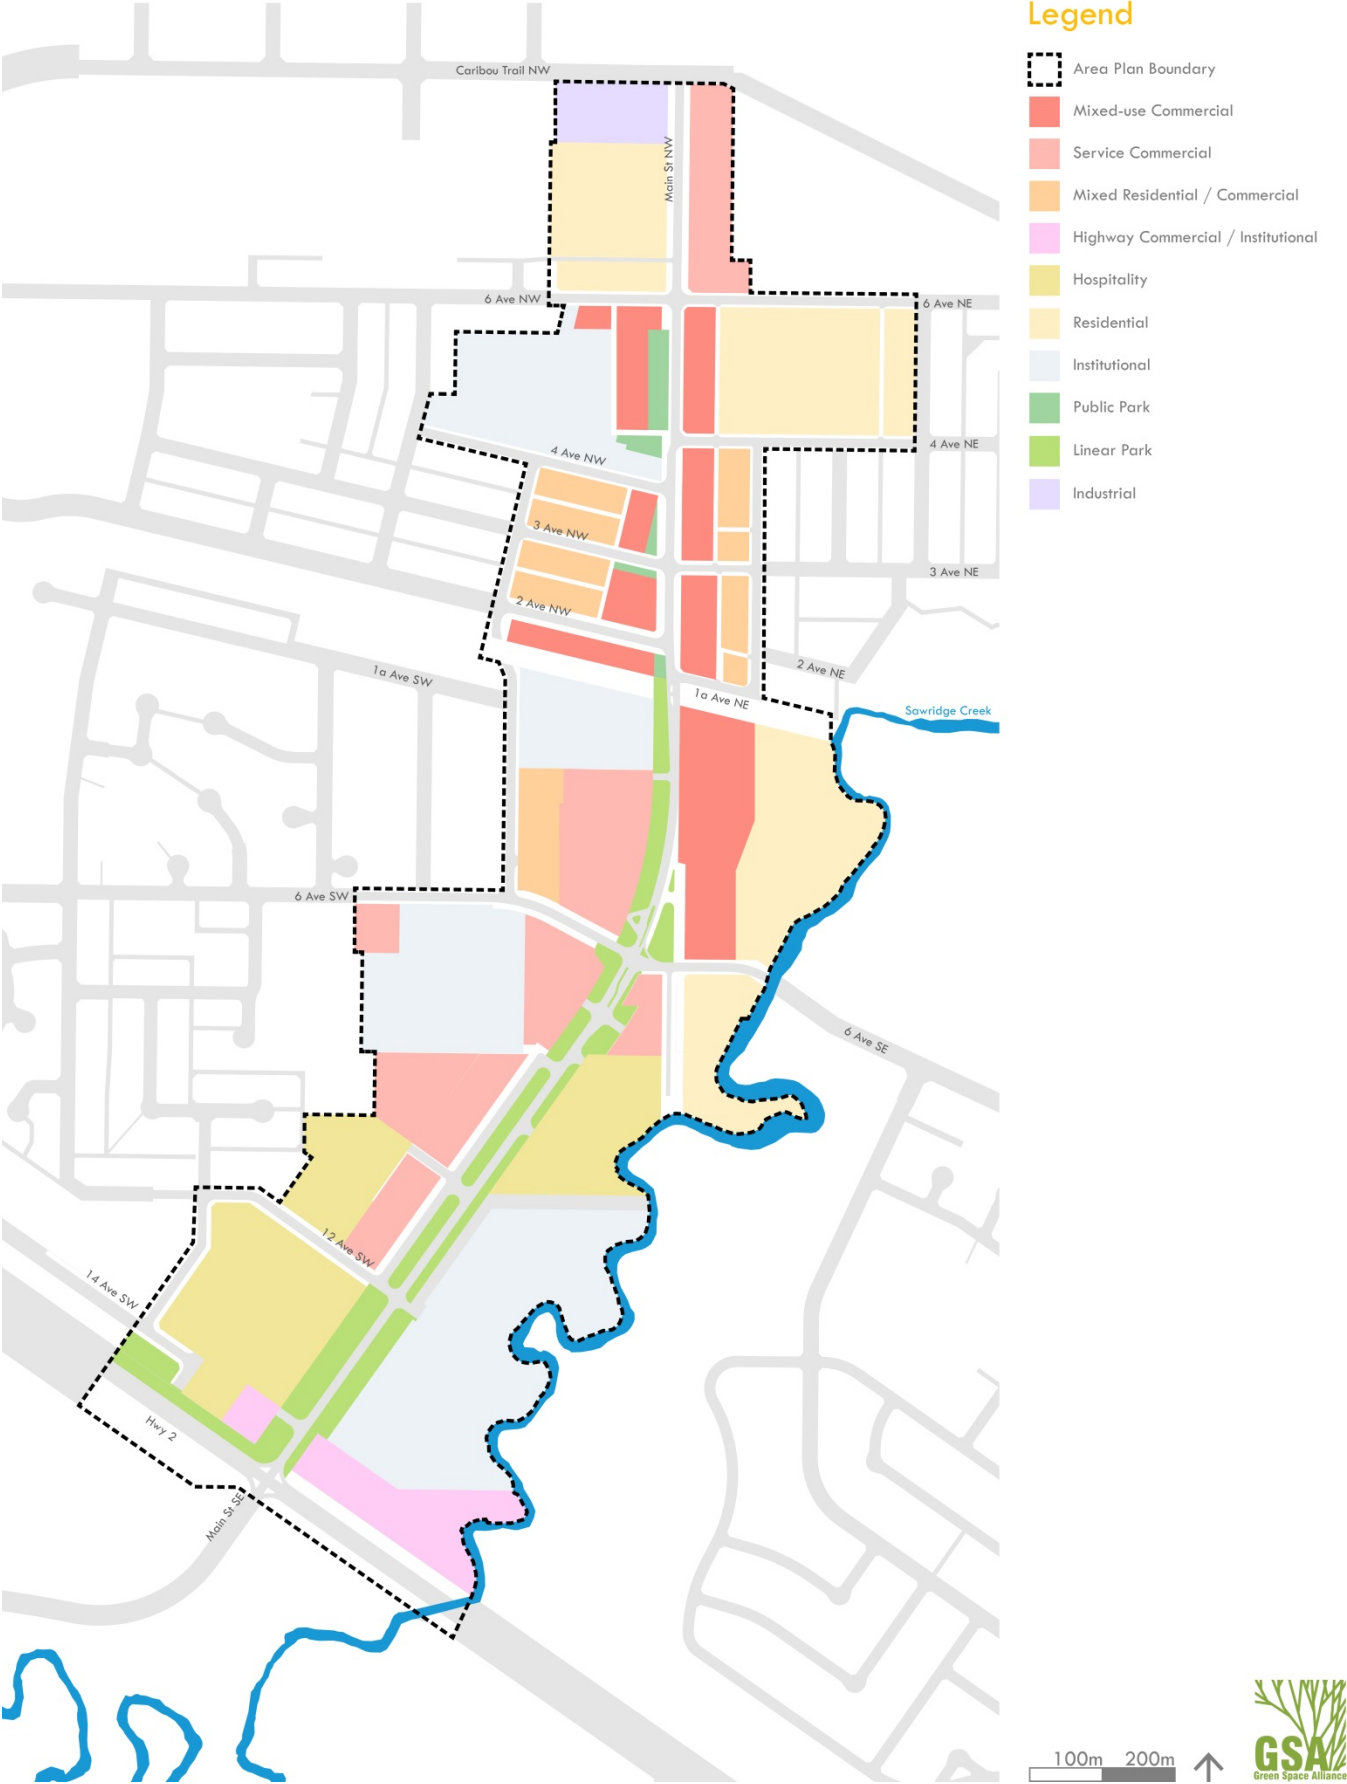 Legend
Area Plan Boundary
Mixed-use Commercial
Service Commercial
Mixed Residential / Commercial
Highway Commercial / Institutional
Hospitality
Residential
Institutional
Public Park
Linear Park
Industrial
Caribou Trail NW
Main St NW
6 Ave NW
6 Ave NE
4 Ave NE
4 Ave NW
3 Ave NW
3 Ave NE
2 Ave NW
2 Ave NE
1a Ave SW
1a Ave NE
Sawridge Creek
6 Ave SW
6 Ave SE
12 Ave SW
14 Ave SW
Hwy 2
Main St SE
100m 200m
GSA
Green Space Alliance